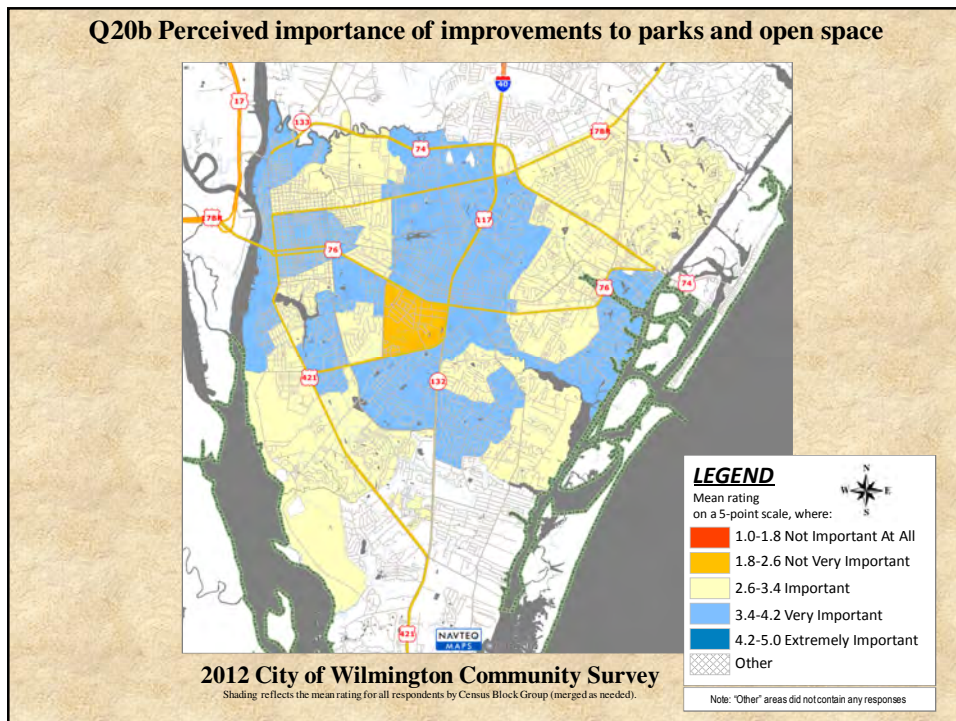 Q20b Perceived importance of improvements to parks and open space
40
17
133
17BR
74
17BR
117
76
74
76
421
132
421
NAVTEQ
MAPS
LEGEND
Mean rating
on a 5-point scale, where:
N
W E
S
1.0-1.8 Not Important At All
1.8-2.6 Not Very Important
2.6-3.4 Important
3.4-4.2 Very Important
4.2-5.0 Extremely Important
Other
Note: “Other” areas did not contain any responses
2012 City of Wilmington Community Survey
Shading reflects the mean rating for all respondents by Census Block Group (merged as needed).